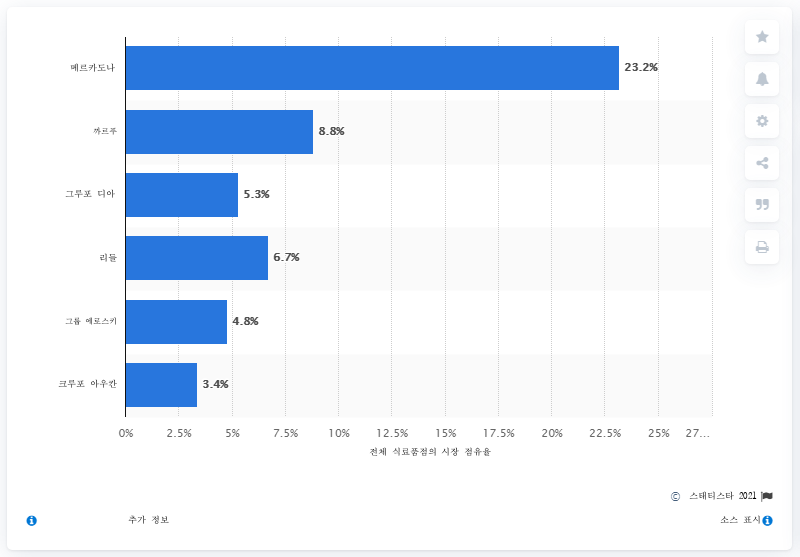 메르카도나
23.2%
까르푸
8.8%
그루포 디아
5.3%
리들
6.7%
그룹 에로스키
4.8%
크루포 아우칸
3.4%
0% 2.5% 5% 7.5% 10% 12.5% 15% 17.5% 20% 22.5% 25% 27...
전체 식료품점의 시장 점유율
© 스태티스타 2021
추가 정보
소스 표시